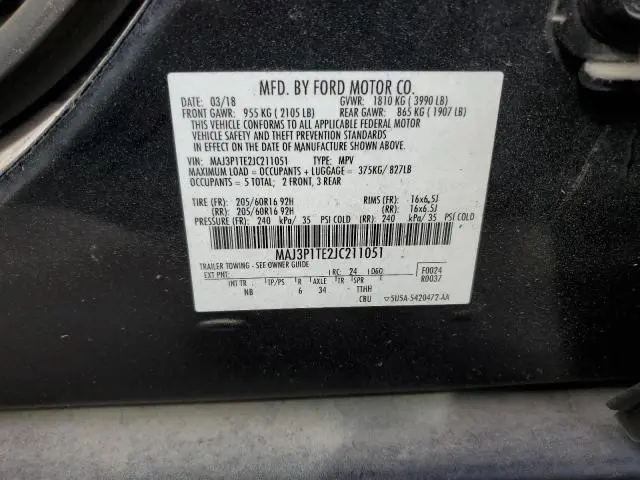 MFD. BY FORD MOTOR CO.
DATE: 03/18 GVWR: 1810 KG ( 3990 LB)
FRONT GAWR: 955 KG ( 2105 LB) REAR GAWR: 865 KG ( 1907 LB)
THIS VEHICLE CONFORMS TO ALL APPLICABLE FEDERAL MOTOR
VEHICLE SAFETY AND THEFT PREVENTION STANDARDS
IN EFFECT ON THE DATE OF MANUFACTURE SHOWN ABOVE.
VIN: MAJ3P1TE2JC211051 TYPE: MPV
MAXIMUM LOAD = OCCUPANTS + LUGGAGE = 375KG/ 827LB
OCCUPANTS = 5 TOTAL; 2 FRONT, 3 REAR
TIRE (FR): 205/60R16 92H RIMS (FR): 16x6.5J
(RR): 205/60R16 92H (RR): 16x6.5J
PRESSURE (FR): 240 kPa/ 35 PSI COLD (RR): 240 kPa/ 35 PSI COLD
MAJ3P1TE2JC211051
TRAILER TOWING - SEE OWNER GUIDE
EXT PNT: RC: 24 060 F0024
R0037
INT TR TP/PS R AXLE TR SPR
NB 6 34 TTHH
CBU 5U5A-5420472-AA